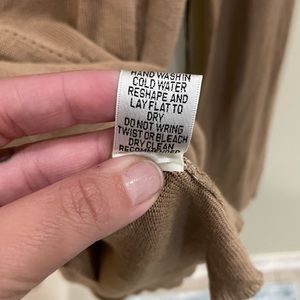 HAND WASH IN
COLD WATER
RESHAPE AND
LAY FLAT TO
DRY
DO NOT WRING
TWIST OR BLEACH
DRY CLEAN
RECOMMENDED